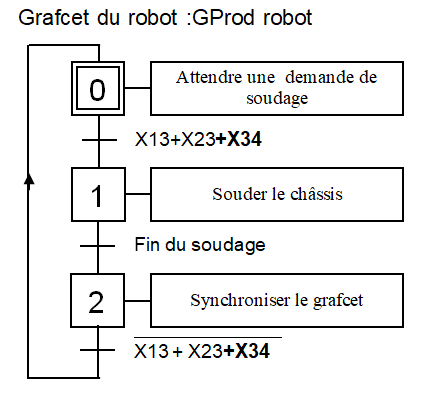 Grafcet du robot :GProd robot
0
Attendre une demande de
soudage
X13+X23+X34
1
Souder le châssis
Fin du soudage
2
Synchroniser le grafcet
X13 + X23+X34